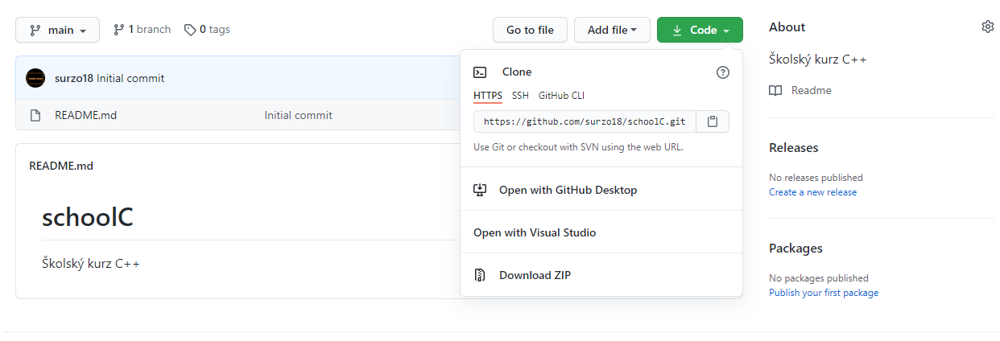 main
1 branch
0 tags
Go to file
Add file
Code
surzo18 Initial commit
README.md
Initial commit
README.md
schoolC
Školský kurz C++
Clone
HTTPS SSH GitHub CLI
https://github.com/surzo18/schoolC.git
Use Git or checkout with SVN using the web URL.
Open with GitHub Desktop
Open with Visual Studio
Download ZIP
About
Školský kurz C++
Readme
Releases
No releases published
Create a new release
Packages
No packages published
Publish your first package